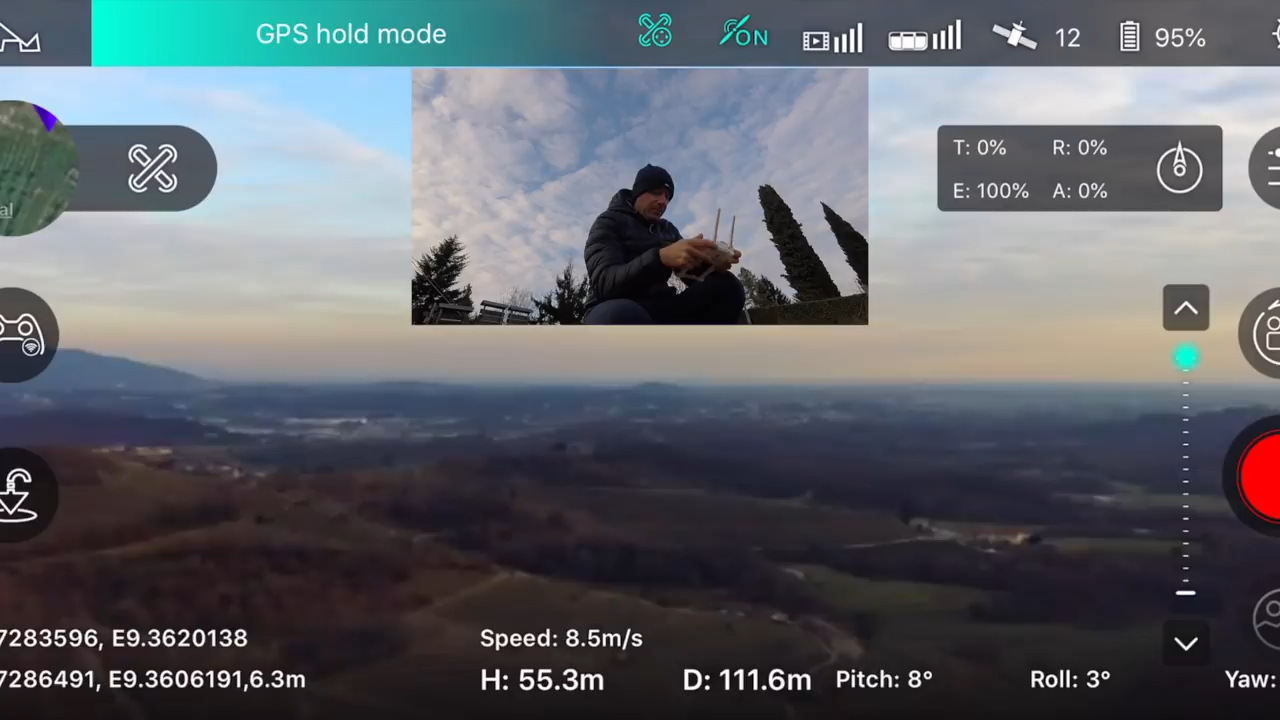 GPS hold mode
ON
12
95%
T: 0% R: 0%
E: 100% A: 0%
al
7283596, E9.3620138
Speed: 8.5m/s
7286491, E9.3606191,6.3m
H: 55.3m D: 111.6m Pitch: 8° Roll: 3° Yaw: